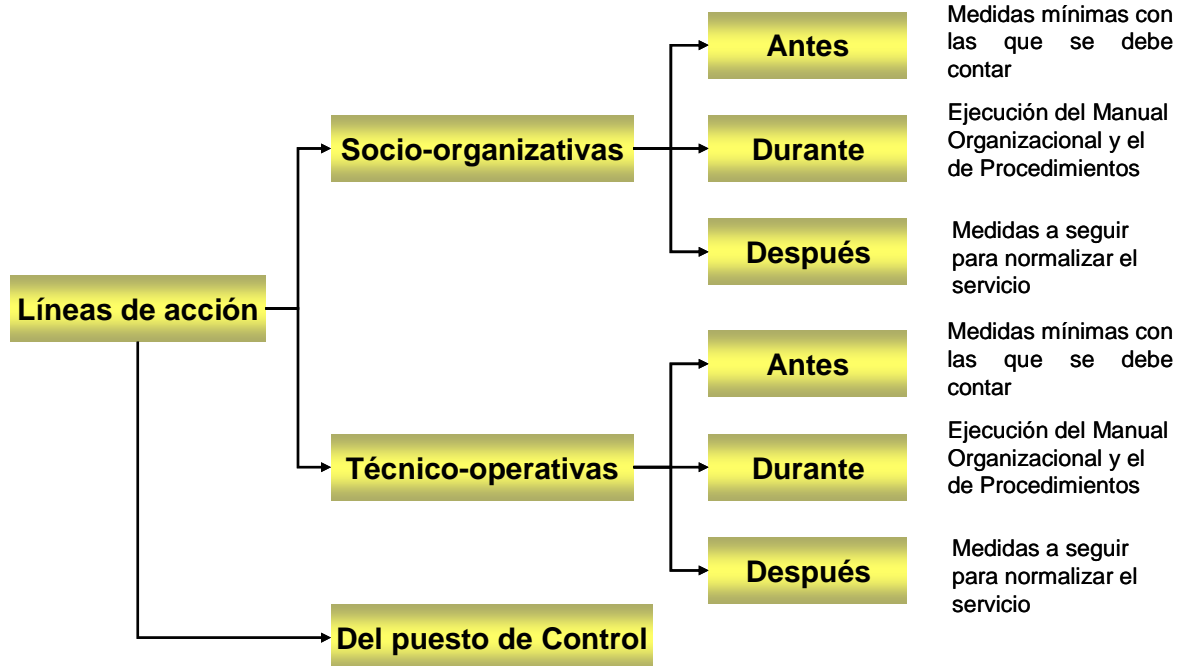 Líneas de acción
Socio-organizativas
Antes
Medidas mínimas con
las que se debe
contar
Durante
Ejecución del Manual
Organizacional y el
de Procedimientos
Después
Medidas a seguir
para normalizar el
servicio
Técnico-operativas
Antes
Medidas mínimas con
las que se debe
contar
Durante
Ejecución del Manual
Organizacional y el
de Procedimientos
Después
Medidas a seguir
para normalizar el
servicio
Del puesto de Control